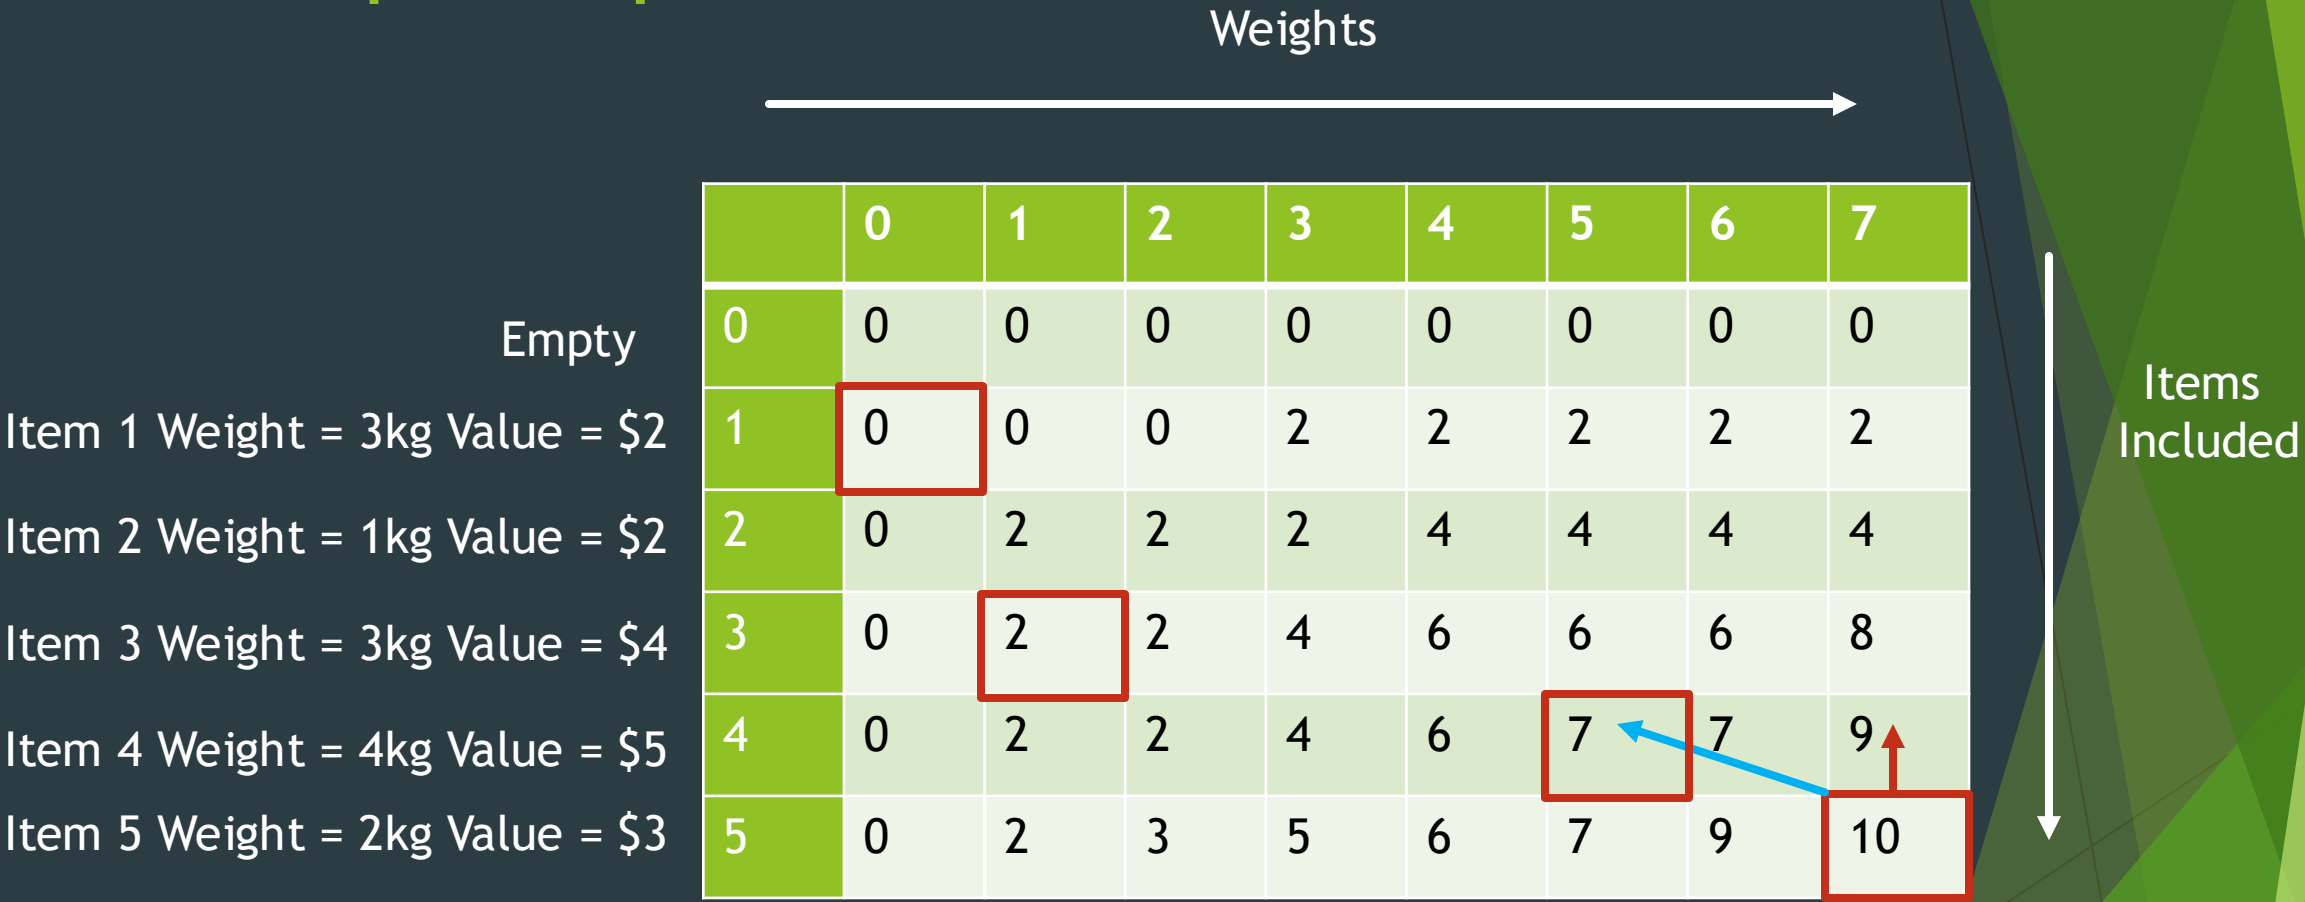 Weights
0 1 2 3 4 5 6 7
Empty 0 0 0 0 0 0 0 0 0
Item 1 Weight = 3kg Value = $2 1 0 0 0 2 2 2 2 2
Items
Included
Item 2 Weight = 1kg Value = $2 2 0 2 2 2 4 4 4 4
Item 3 Weight = 3kg Value = $4 3 0 2 2 4 6 6 6 8
Item 4 Weight = 4kg Value = $5 4 0 2 2 4 6 7 7 9
Item 5 Weight = 2kg Value = $3 5 0 2 3 5 6 7 9 10